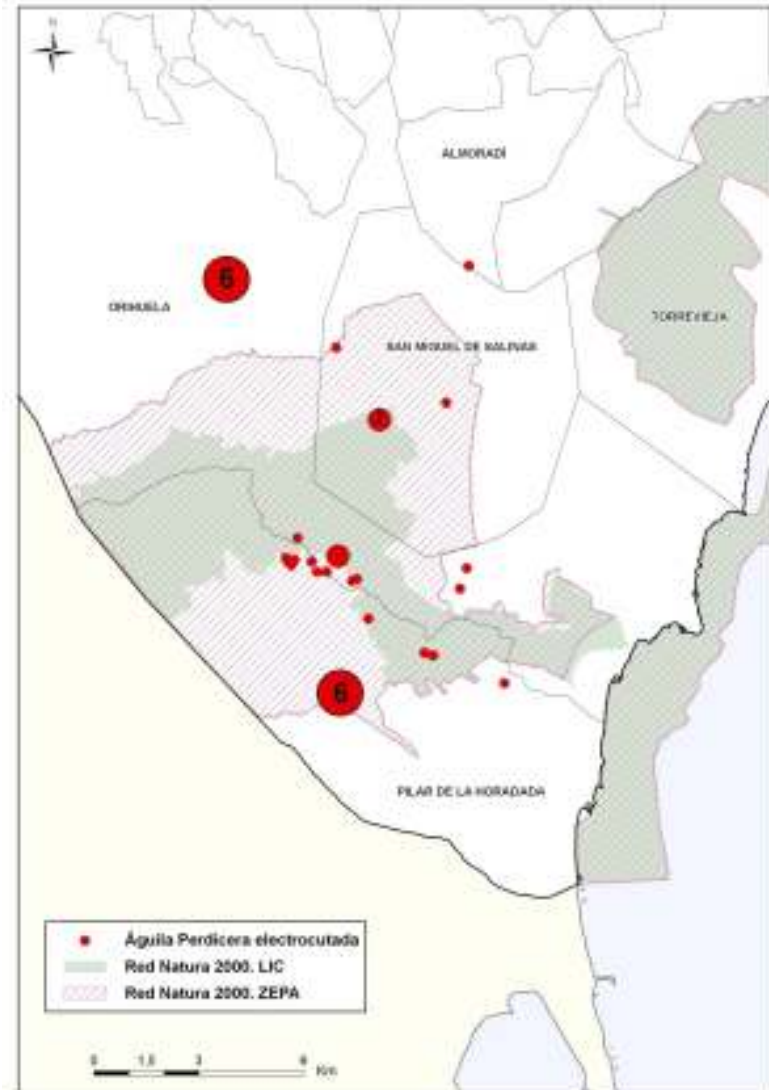 N
ALMORADÍ
6
ORIHUELA
TORREVIEJA
SAN MIGUEL DE SALINAS
6
PILAR DE LA HORADADA
Águila Perdicera electrocutada
Red Natura 2000. LIC
Red Natura 2000. ZEPA
0 1,5 3 6
Km